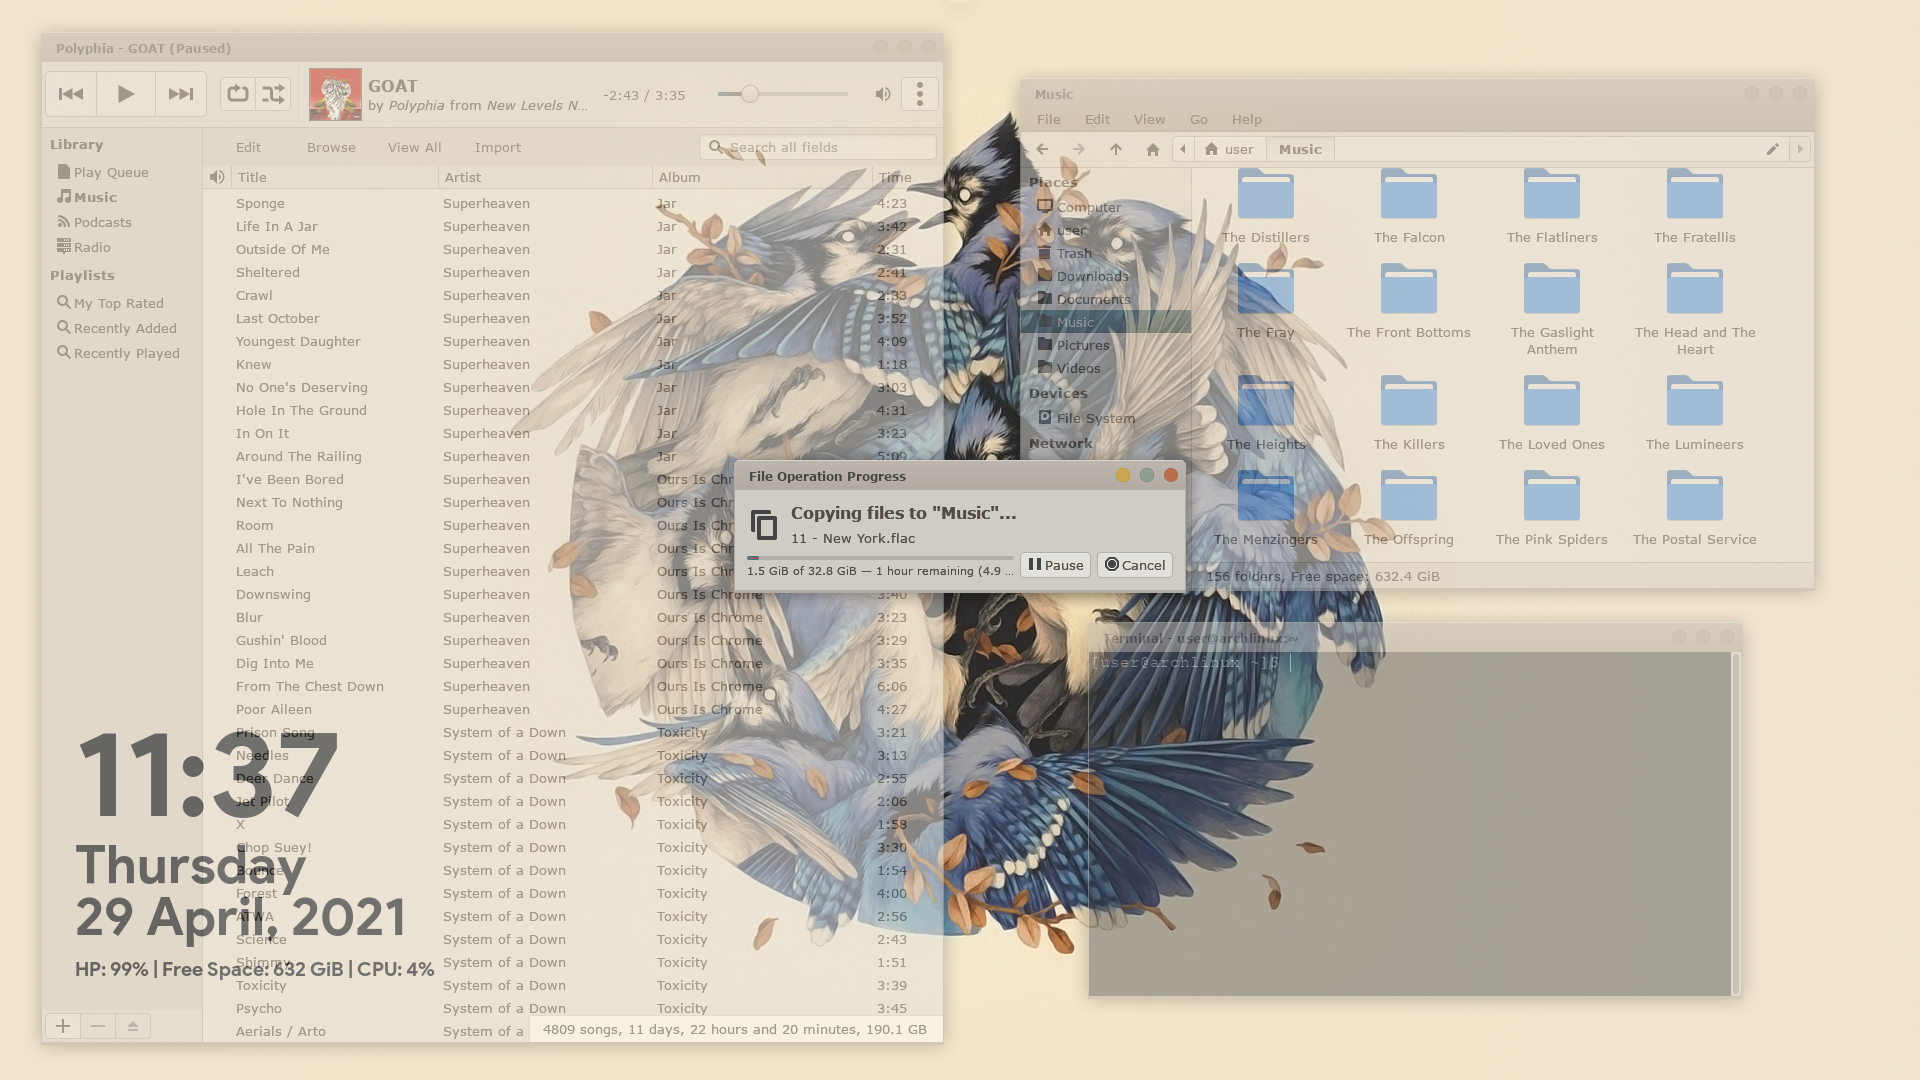 Polyphia - GOAT (Paused)
GOAT
by Polyphia from New Levels N...
-2:43 / 3:35
Library
Play Queue
Music
Podcasts
Radio
Playlists
My Top Rated
Recently Added
Recently Played
Edit Browse View All Import
Search all fields
Title Artist Album Time
Sponge Superheaven Jar 4:23
Life In A Jar Superheaven Jar 3:42
Outside Of Me Superheaven Jar 2:31
Sheltered Superheaven Jar 2:41
Crawl Superheaven Jar 2:33
Last October Superheaven Jar 3:52
Youngest Daughter Superheaven Jar 4:09
Knew Superheaven Jar 1:18
No One's Deserving Superheaven Jar 3:03
Hole In The Ground Superheaven Jar 4:31
In On It Superheaven Jar 3:23
Around The Railing Superheaven Jar 5:09
I've Been Bored Superheaven Ours Is Chr
Next To Nothing Superheaven Ours Is Chr
Room Superheaven Ours Is Chr
All The Pain Superheaven Ours Is Chr
Leach Superheaven Ours Is Chr
Downswing Superheaven Ours Is Chrome 3:40
Blur Superheaven Ours Is Chrome 3:23
Gushin' Blood Superheaven Ours Is Chrome 3:29
Dig Into Me Superheaven Ours Is Chrome 3:35
From The Chest Down Superheaven Ours Is Chrome 6:06
Poor Aileen Superheaven Ours Is Chrome 4:27
Prison Song System of a Down Toxicity 3:21
Needles System of a Down Toxicity 3:13
Deer Dance System of a Down Toxicity 2:55
Jet Pilot System of a Down Toxicity 2:06
X System of a Down Toxicity 1:58
Chop Suey! System of a Down Toxicity 3:30
Bounce System of a Down Toxicity 1:54
Forest System of a Down Toxicity 4:00
ATWA System of a Down Toxicity 2:56
Science System of a Down Toxicity 2:43
Shimmy System of a Down Toxicity 1:51
Toxicity System of a Down Toxicity 3:39
Psycho System of a Down Toxicity 3:45
Aerials / Arto System of a
4809 songs, 11 days, 22 hours and 20 minutes, 190.1 GB
11:37
Thursday
29 April, 2021
HP: 99% | Free Space: 632 GiB | CPU: 4%
File Operation Progress
Copying files to "Music"...
11 - New York.flac
1.5 GiB of 32.8 GiB — 1 hour remaining (4.9 ...
Pause Cancel
Music
File Edit View Go Help
user Music
Places
Computer
user
Trash
Downloads
Documents
Music
Pictures
Videos
Devices
File System
Network
The Distillers The Falcon The Flatliners The Fratellis
The Fray The Front Bottoms The Gaslight Anthem The Head and The Heart
The Heights The Killers The Loved Ones The Lumineers
The Menzingers The Offspring The Pink Spiders The Postal Service
156 folders, Free space: 632.4 GiB
Terminal - user@archlinux:~
[user@archlinux ~]$